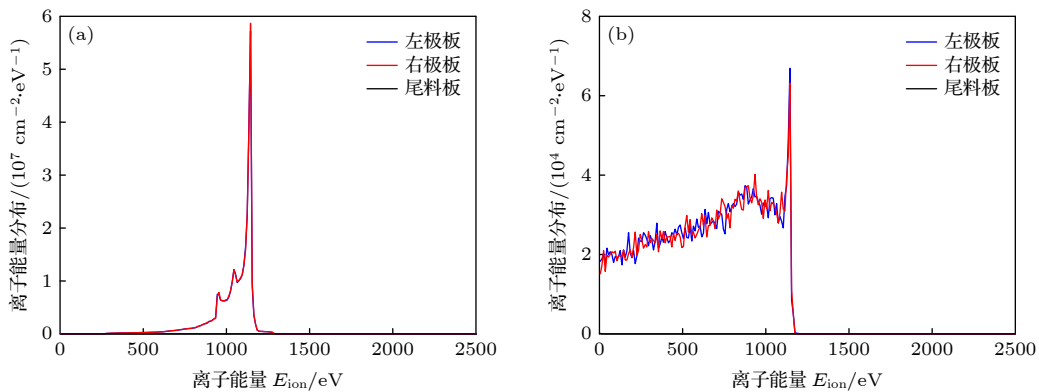 (a)
左极板
右极板
尾料板
离子能量分布/(10⁷ cm⁻²·eV⁻¹)
6
5
4
3
2
1
0
0 500 1000 1500 2000 2500
离子能量 E_ion/eV
(b)
左极板
右极板
尾料板
离子能量分布/(10⁴ cm⁻²·eV⁻¹)
8
6
4
2
0
0 500 1000 1500 2000 2500
离子能量 E_ion/eV